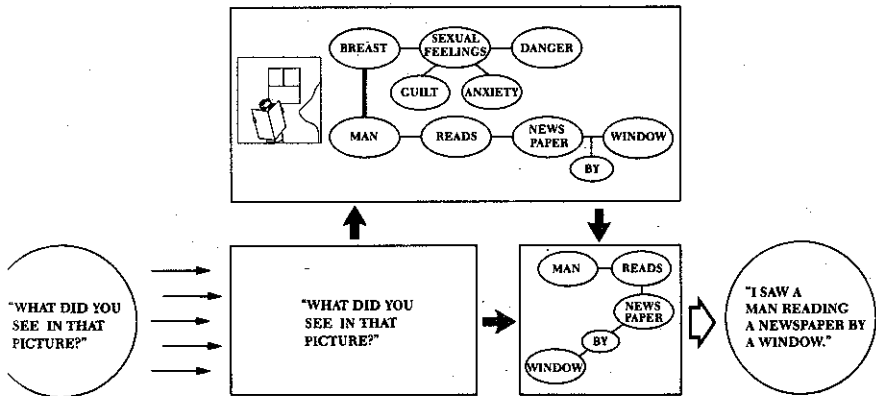 BREAST
SEXUAL
FEELINGS
DANGER
GUILT
ANXIETY
MAN
READS
NEWS
PAPER
WINDOW
BY
"WHAT DID YOU
SEE IN THAT
PICTURE?"
"WHAT DID YOU
SEE IN THAT
PICTURE?"
MAN
READS
NEWS
PAPER
BY
WINDOW
"I SAW A
MAN READING
A NEWSPAPER BY
A WINDOW."